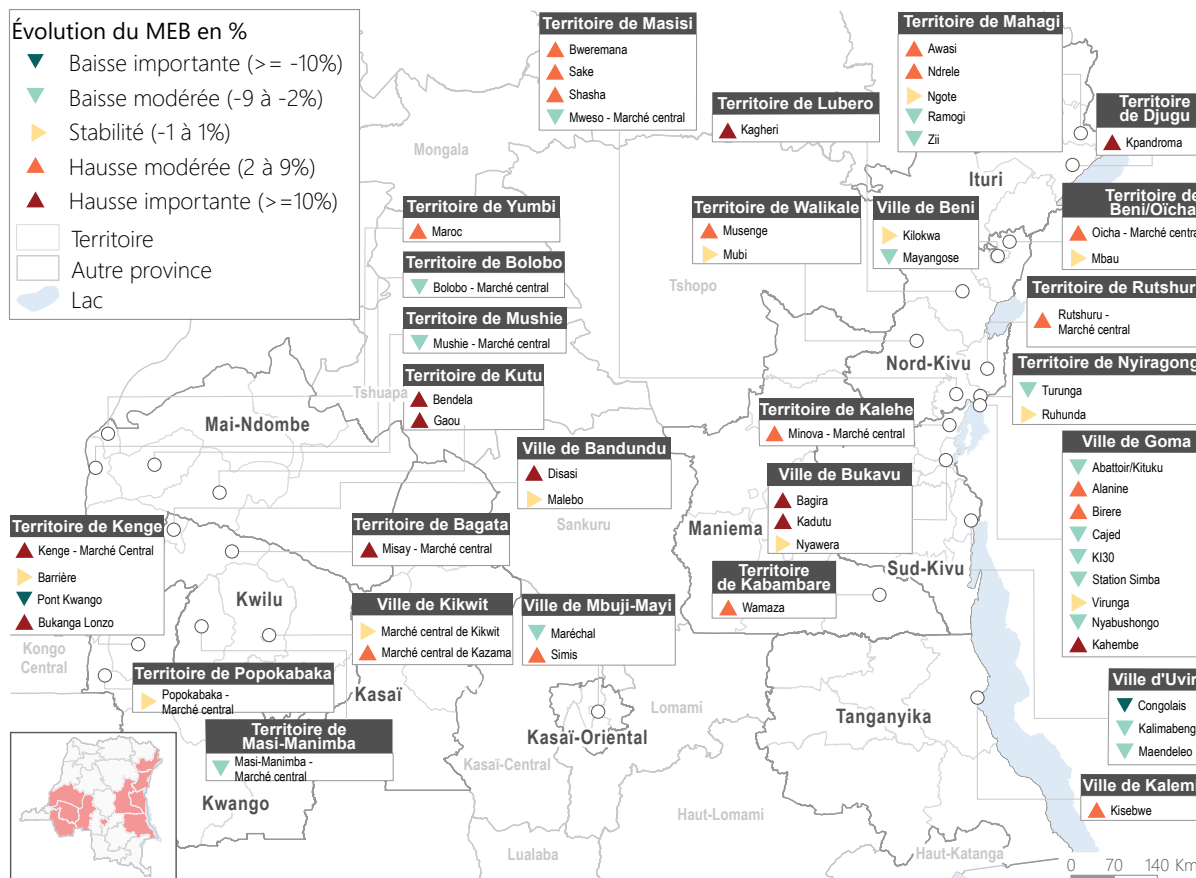 Évolution du MEB en %
Baisse importante (>= -10%)
Baisse modérée (-9 à -2%)
Stabilité (-1 à 1%)
Hausse modérée (2 à 9%)
Hausse importante (>=10%)
Territoire
Autre province
Lac
Territoire de Masisi
Bweremana
Sake
Shasha
Mweso - Marché central
Territoire de Lubero
Kagheri
Territoire de Mahagi
Awasi
Ndrele
Ngote
Ramogi
Zii
Territoire
de Djugu
Kpandroma
Mongala
Ituri
Territoire de Yumbi
Maroc
Territoire de Bolobo
Bolobo - Marché central
Territoire de Mushie
Mushie - Marché central
Territoire de Kutu
Bendela
Gaou
Territoire de Walikale
Musenge
Mubi
Ville de Beni
Kilokwa
Mayangose
Territoire de
Beni/Oïcha
Oicha - Marché centra
Mbau
Tshopo
Territoire de Rutshur
Rutshuru -
Marché central
Nord-Kivu
Territoire de Nyiragong
Turunga
Ruhunda
Tshuapa
Mai-Ndombe
Territoire de Kalehe
Minova - Marché central
Ville de Bandundu
Disasi
Malebo
Ville de Bukavu
Bagira
Kadutu
Nyawera
Ville de Goma
Abattoir/Kituku
Alanine
Birere
Cajed
KI30
Station Simba
Virunga
Nyabushongo
Kahembe
Sankuru
Maniema
Sud-Kivu
Territoire de Kenge
Kenge - Marché Central
Barrière
Pont Kwango
Bukanga Lonzo
Territoire de Bagata
Misay - Marché central
Territoire
de Kabambare
Wamaza
Kwilu
Ville de Kikwit
Marché central de Kikwit
Marché central de Kazama
Ville de Mbuji-Mayi
Maréchal
Simis
Kongo
Central
Territoire de Popokabaka
Popokabaka -
Marché central
Kasaï
Ville d'Uvir
Congolais
Kalimabeng
Maendeleo
Lomami
Tanganyika
Kasaï-Oriental
Territoire de
Masi-Manimba
Masi-Manimba -
Marché central
Kasaï-Central
Kwango
Ville de Kalem
Kisebwe
Haut-Lomami
Lualaba
Haut-Katanga
0 70 140 Km